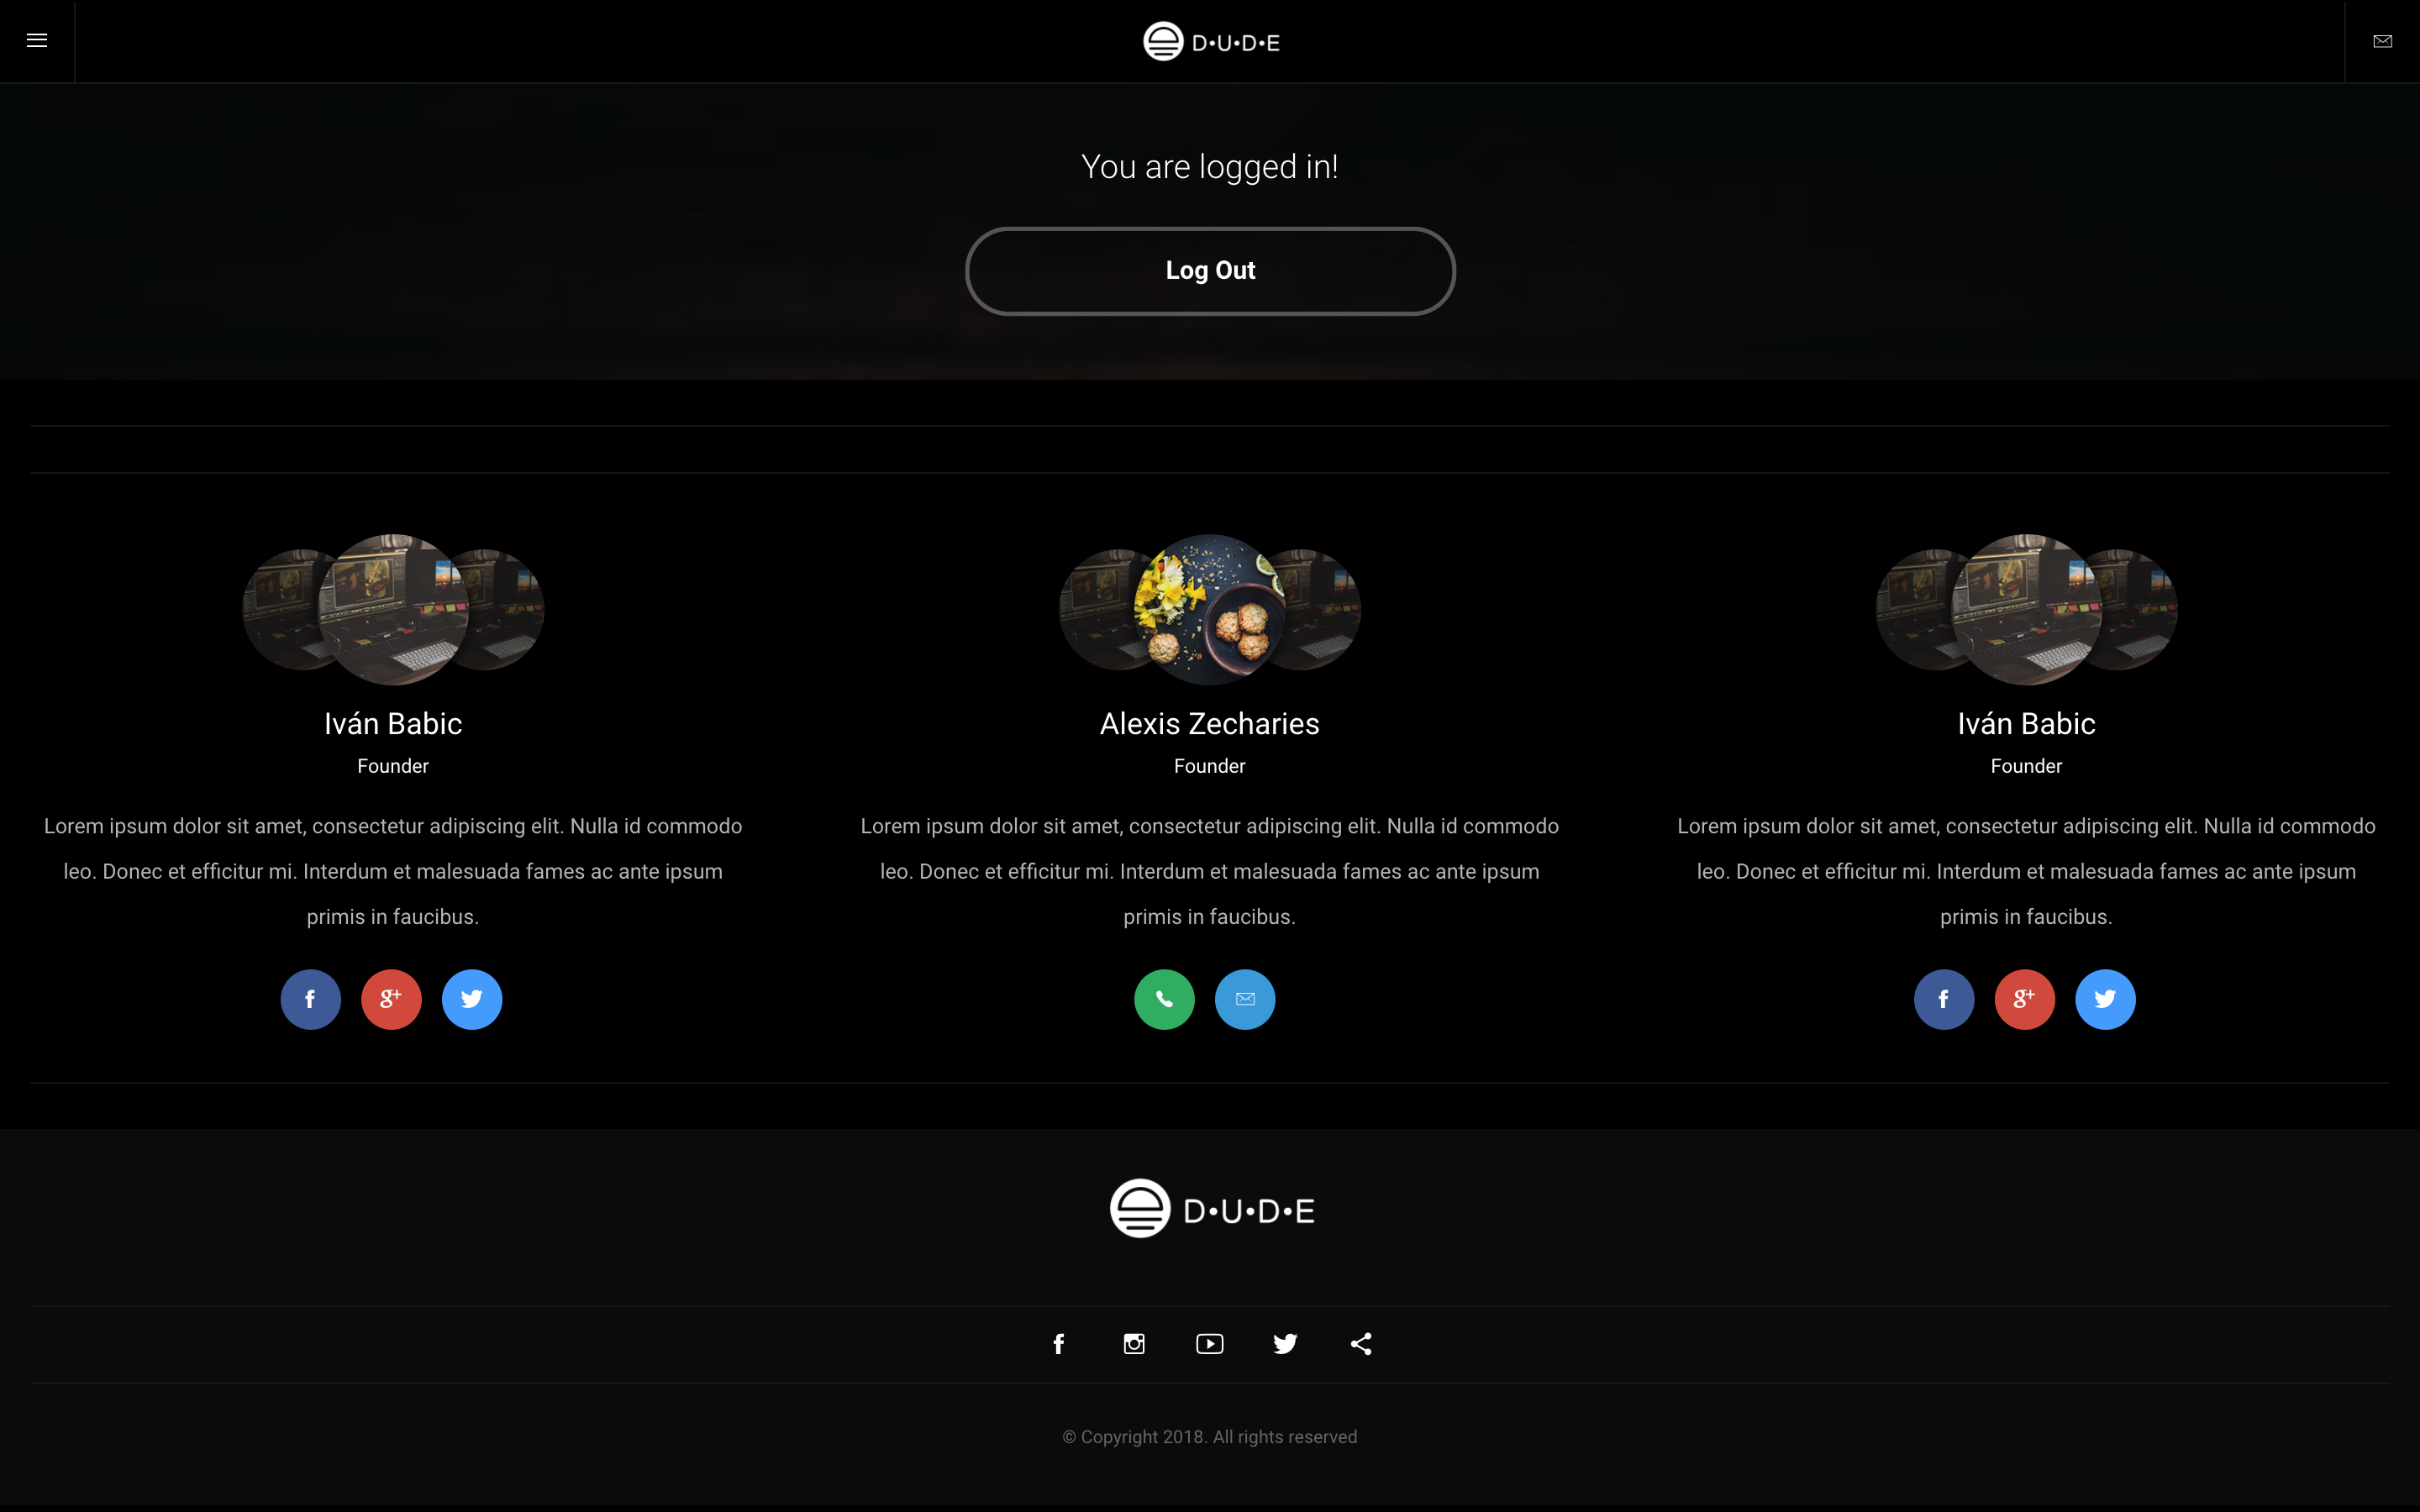 D•U•D•E
You are logged in!
Log Out
Iván Babic
Founder
Lorem ipsum dolor sit amet, consectetur adipiscing elit. Nulla id commodo
leo. Donec et efficitur mi. Interdum et malesuada fames ac ante ipsum
primis in faucibus.
f g+
Alexis Zecharies
Founder
Lorem ipsum dolor sit amet, consectetur adipiscing elit. Nulla id commodo
leo. Donec et efficitur mi. Interdum et malesuada fames ac ante ipsum
primis in faucibus.
Iván Babic
Founder
Lorem ipsum dolor sit amet, consectetur adipiscing elit. Nulla id commodo
leo. Donec et efficitur mi. Interdum et malesuada fames ac ante ipsum
primis in faucibus.
f g+
D•U•D•E
f
© Copyright 2018. All rights reserved